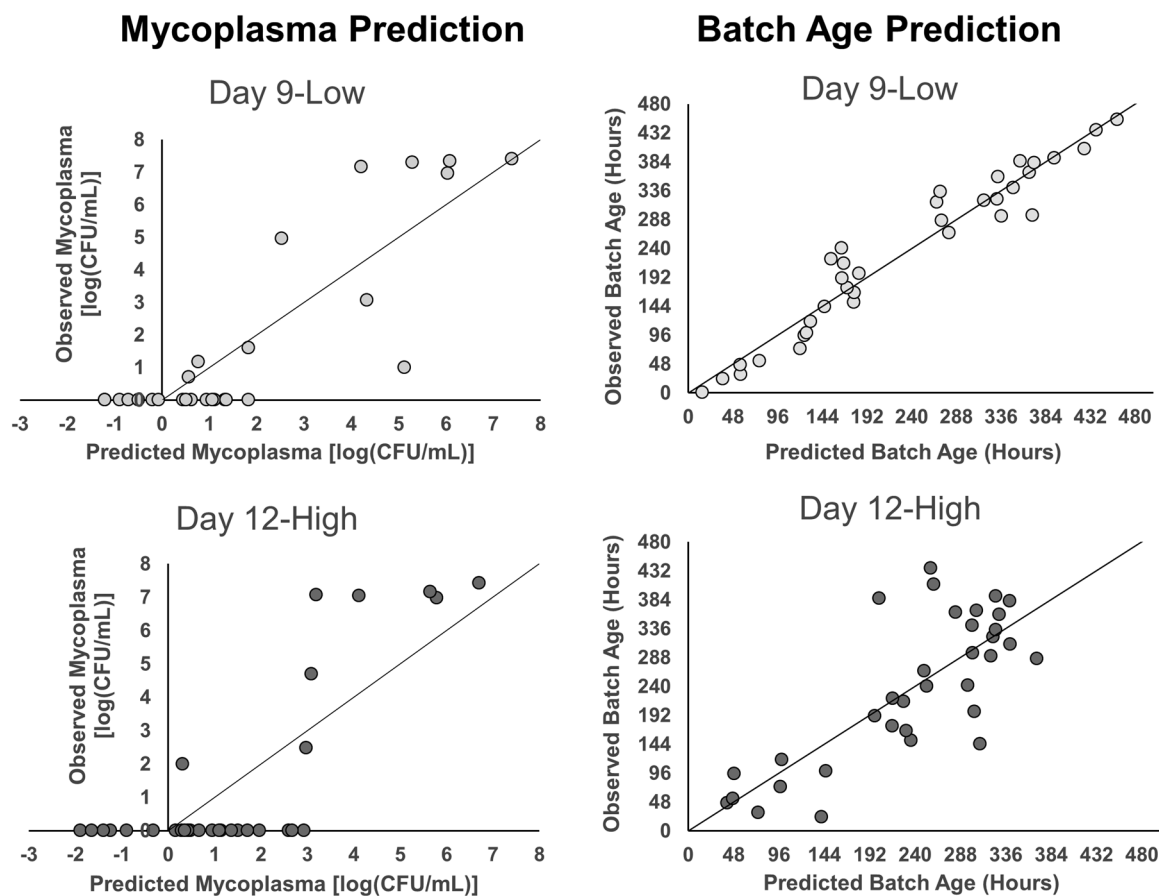 Mycoplasma Prediction
Batch Age Prediction
Day 9-Low
Observed Mycoplasma
[log(CFU/mL)]
8
7
6
5
4
3
2
1
0
-3 -2 -1 0 1 2 3 4 5 6 7 8
Predicted Mycoplasma [log(CFU/mL)]
Day 9-Low
Observed Batch Age (Hours)
480
432
384
336
288
240
192
144
96
48
0
0 48 96 144 192 240 288 336 384 432 480
Predicted Batch Age (Hours)
Day 12-High
Observed Mycoplasma
[log(CFU/mL)]
8
7
6
5
4
3
2
1
0
-3 -2 -1 0 1 2 3 4 5 6 7 8
Predicted Mycoplasma [log(CFU/mL)]
Day 12-High
Observed Batch Age (Hours)
480
432
384
336
288
240
192
144
96
48
0
0 48 96 144 192 240 288 336 384 432 480
Predicted Batch Age (Hours)